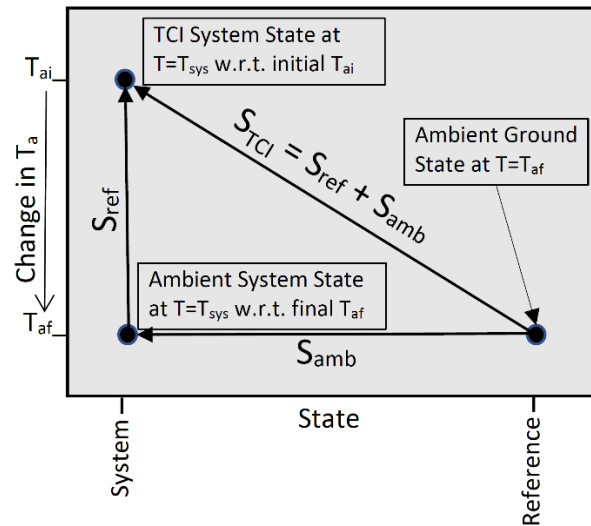 TCI System State at
T=Tsys w.r.t. initial Tai
Tai
Change in Ta
Sref
STCI = Sref + Samb
Ambient Ground
State at T=Taf
Ambient System State
at T=Tsys w.r.t. final Taf
Taf
Samb
System
State
Reference